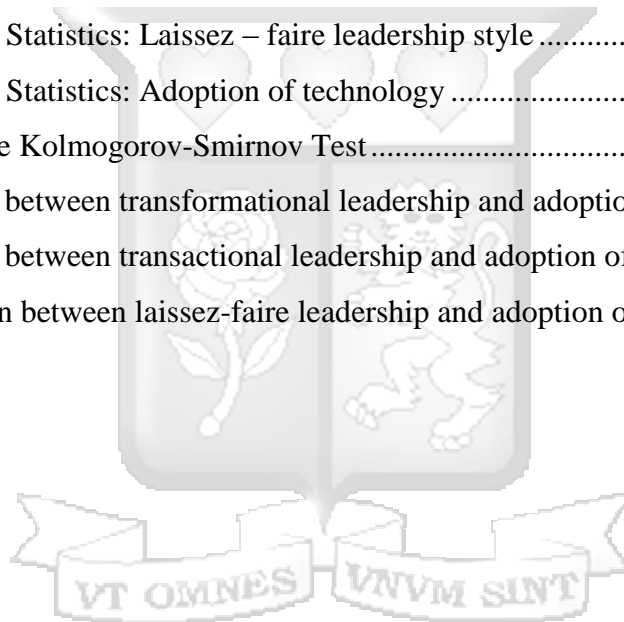 Statistics: Laissez – faire leadership style ............
Statistics: Adoption of technology .......................
e Kolmogorov-Smirnov Test .................................
between transformational leadership and adoptio
between transactional leadership and adoption of
n between laissez-faire leadership and adoption o
VT OMNES VNVM SINT